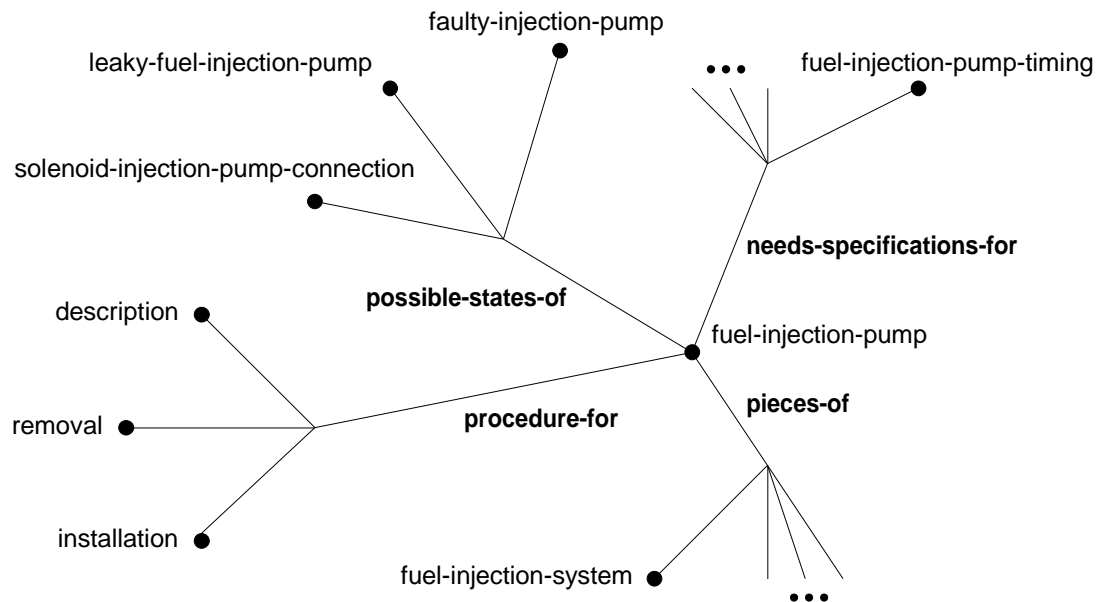 faulty-injection-pump
leaky-fuel-injection-pump
fuel-injection-pump-timing
solenoid-injection-pump-connection
needs-specifications-for
possible-states-of
description
fuel-injection-pump
pieces-of
procedure-for
removal
installation
fuel-injection-system